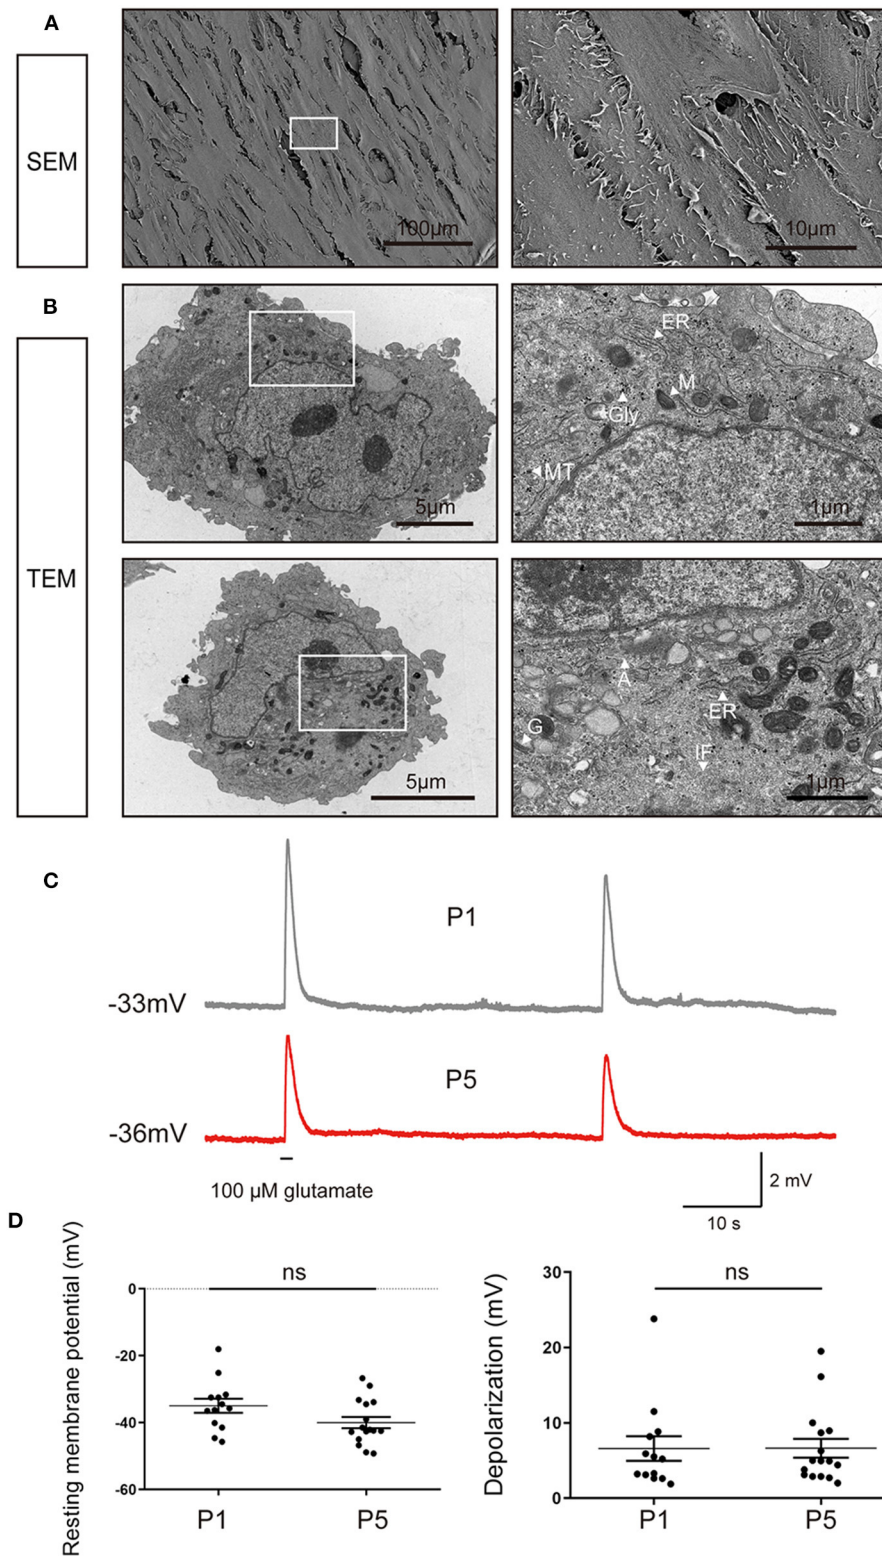 A
SEM
100µm
10µm
B
TEM
5µm
ER
M
Gly
MT
1µm
5µm
A
ER
G
IF
1µm
C
P1
-33mV
P5
-36mV
100 µM glutamate
2 mV
10 s
D
Resting membrane potential (mV)
ns
0
-20
-40
-60
P1
P5
Depolarization (mV)
ns
30
20
10
0
P1
P5